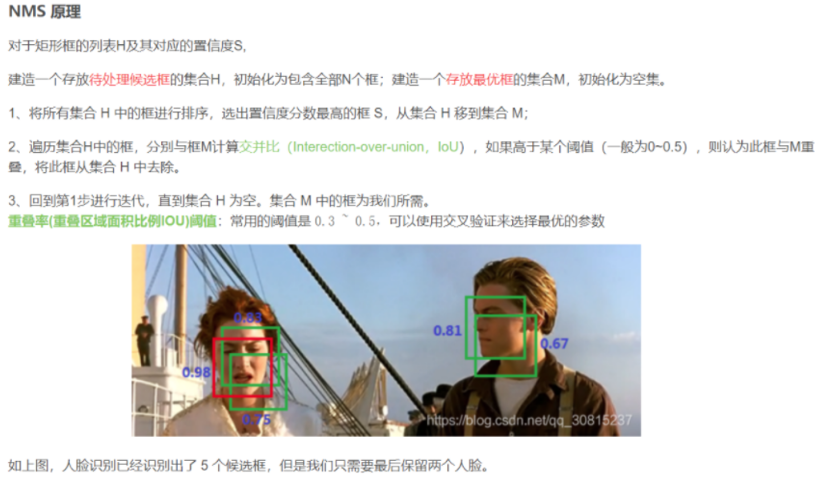 NMS 原理
对于矩形框的列表H及其对应的置信度S,
建造一个存放待处理候选框的集合H，初始化为包含全部N个框；建造一个存放最优框的集合M，初始化为空集。
1、将所有集合 H 中的框进行排序，选出置信度分数最高的框 S，从集合 H 移到集合 M；
2、遍历集合H中的框，分别与框M计算交并比（Interection-over-union，IoU），如果高于某个阈值（一般为0~0.5），则认为此框与M重
叠，将此框从集合 H 中去除。
3、回到第1步进行迭代，直到集合 H 为空。集合 M 中的框为我们所需。
重叠率(重叠区域面积比例IOU)阈值：常用的阈值是 0.3 ~ 0.5，可以使用交叉验证来选择最优的参数
0.83
0.81
0.67
0.98
0.75
https://blog.csdn.net/qq_30815237
如上图，人脸识别已经识别出了 5 个候选框，但是我们只需要最后保留两个人脸。